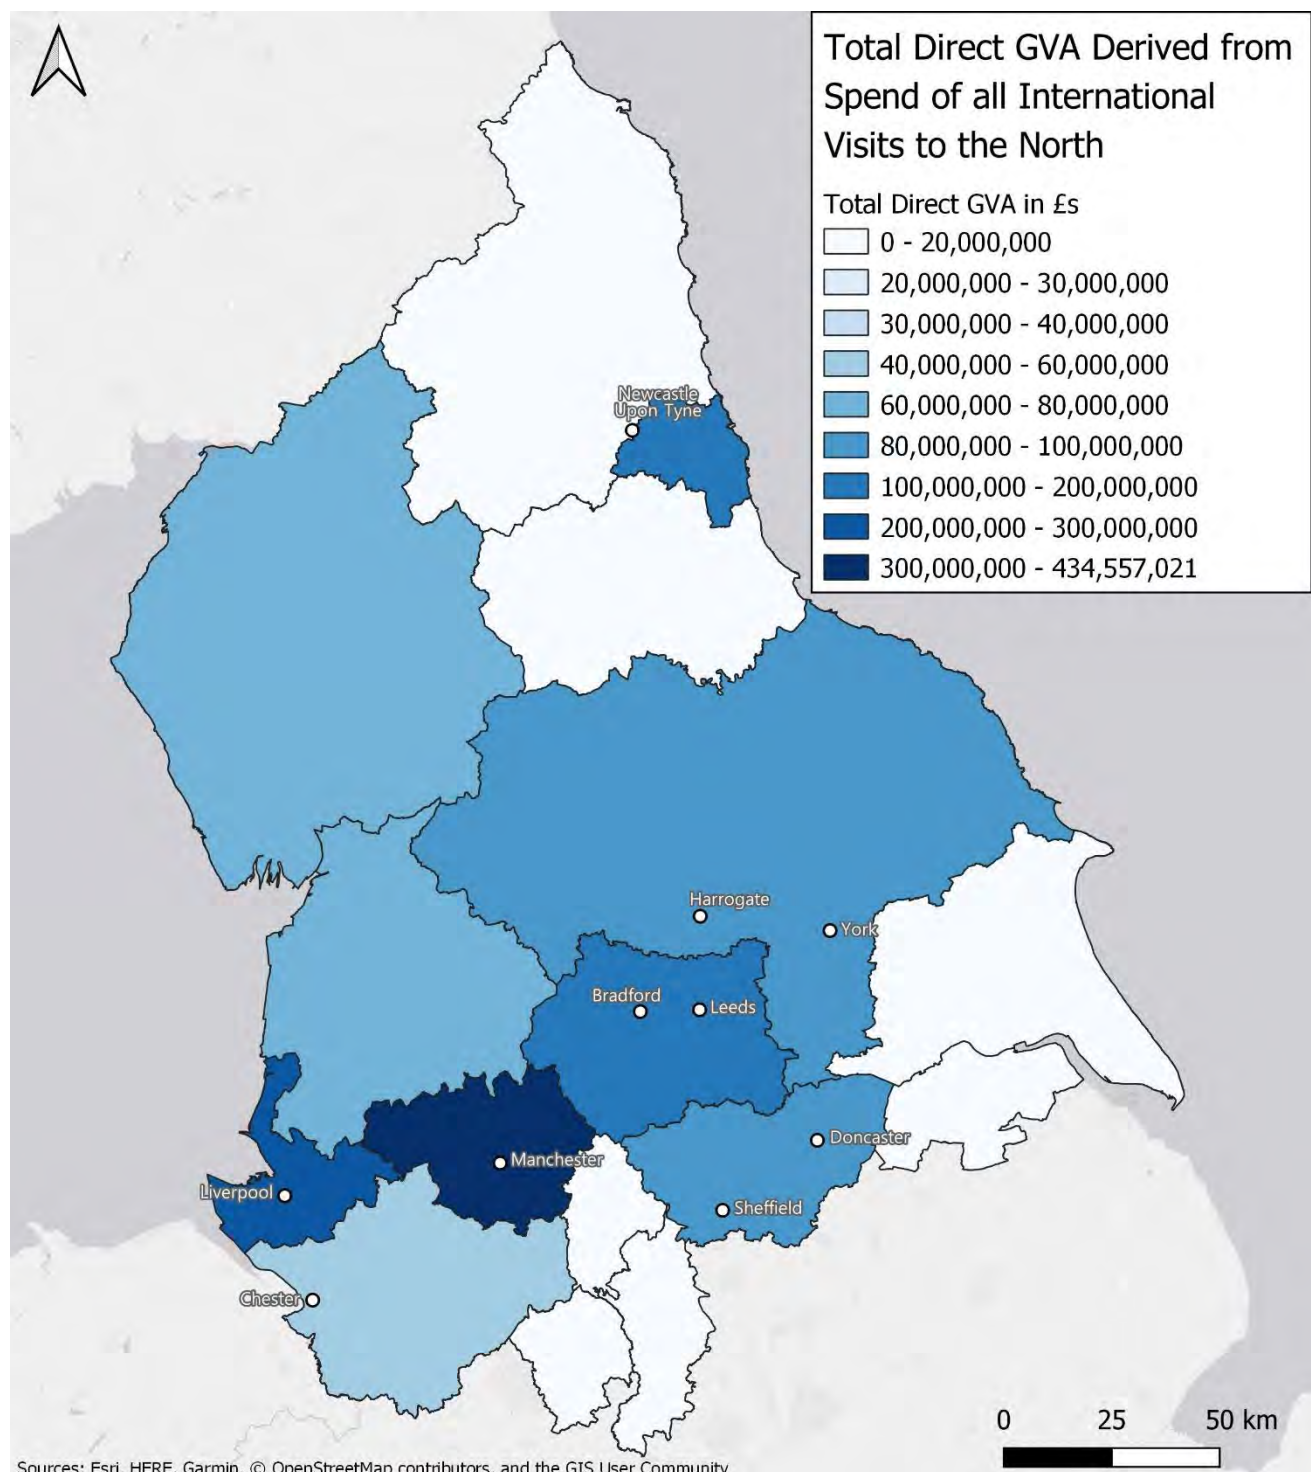 Total Direct GVA Derived from
Spend of all International
Visits to the North
Total Direct GVA in £s
0 - 20,000,000
20,000,000 - 30,000,000
30,000,000 - 40,000,000
40,000,000 - 60,000,000
60,000,000 - 80,000,000
80,000,000 - 100,000,000
100,000,000 - 200,000,000
200,000,000 - 300,000,000
300,000,000 - 434,557,021
Newcastle
Upon Tyne
Harrogate
York
Bradford
Leeds
Doncaster
Manchester
Liverpool
Sheffield
Chester
0 25 50 km
Sources: Esri, HERE, Garmin, © OpenStreetMap contributors, and the GIS User Community